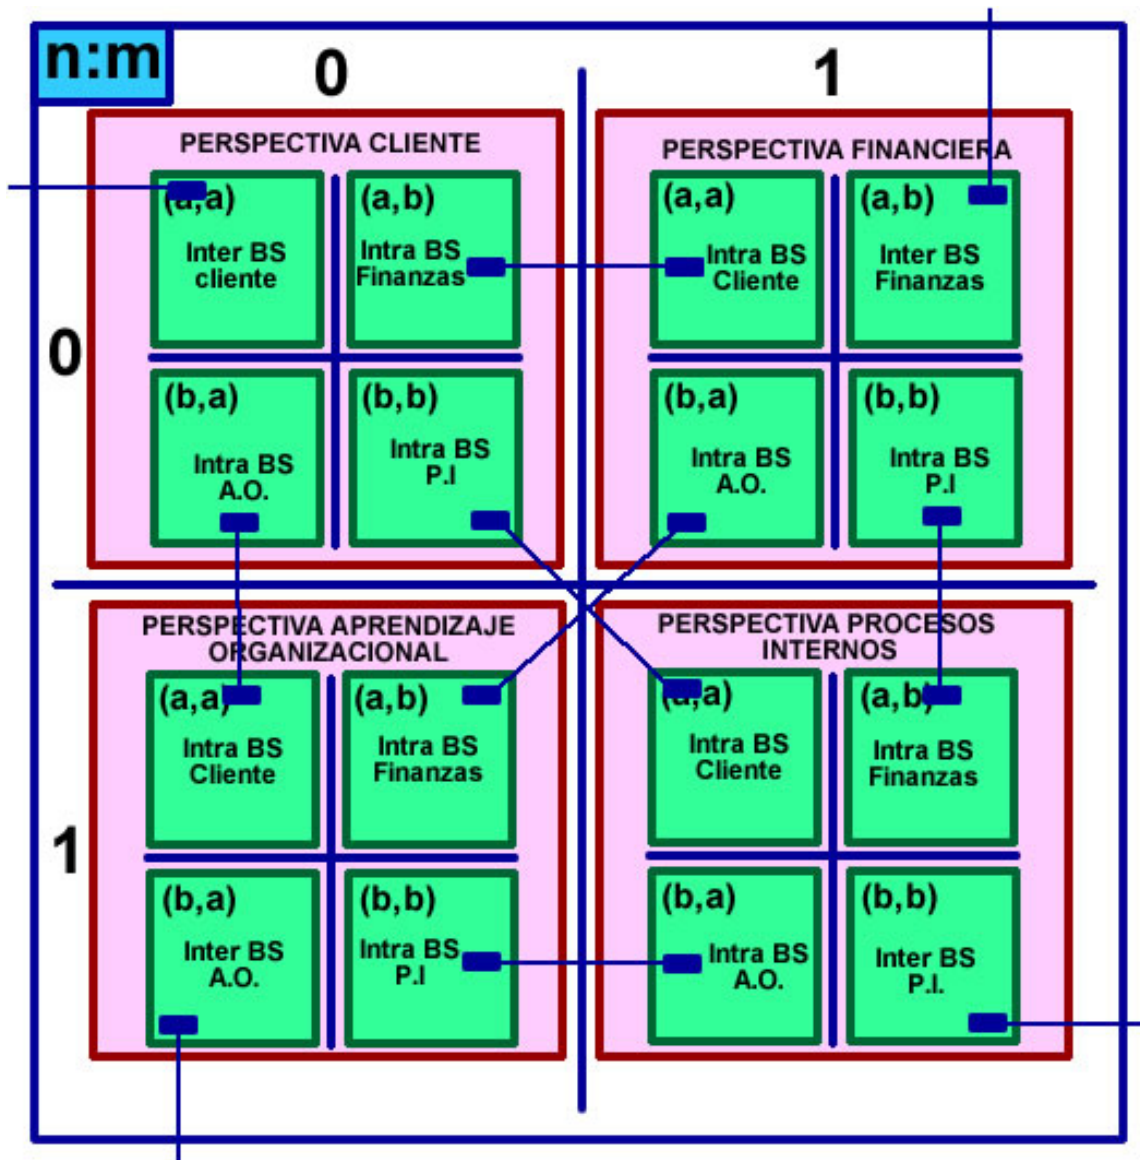 n:m
0
1
PERSPECTIVA CLIENTE
(a,a)
Inter BS
cliente
(a,b)
Intra BS
Finanzas
(b,a)
Intra BS
A.O.
(b,b)
Intra BS
P.I
PERSPECTIVA FINANCIERA
(a,a)
Intra BS
Cliente
(a,b)
Inter BS
Finanzas
(b,a)
Intra BS
A.O.
(b,b)
Intra BS
P.I
0
1
PERSPECTIVA APRENDIZAJE
ORGANIZACIONAL
(a,a)
Intra BS
Cliente
(a,b)
Intra BS
Finanzas
(b,a)
Inter BS
A.O.
(b,b)
Intra BS
P.I
PERSPECTIVA PROCESOS
INTERNOS
(a,a)
Intra BS
Cliente
(a,b)
Intra BS
Finanzas
(b,a)
Intra BS
A.O.
(b,b)
Inter BS
P.I.